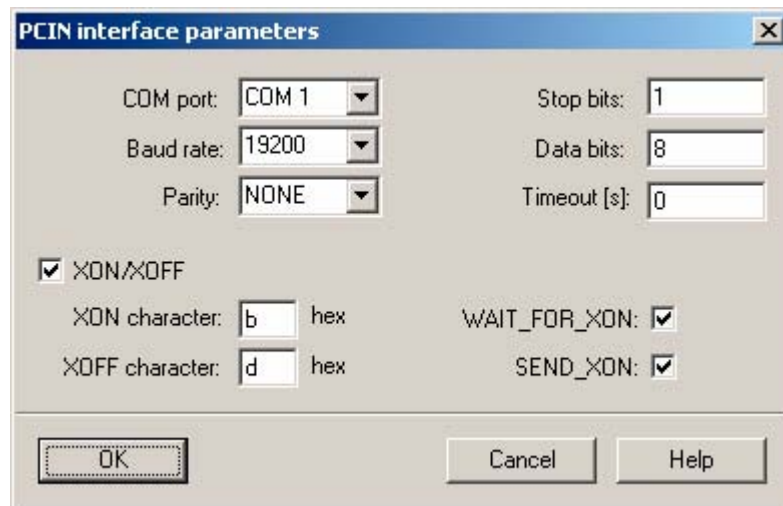 PCIN interface parameters
COM port: COM 1 Stop bits: 1
Baud rate: 19200 Data bits: 8
Parity: NONE Timeout [s]: 0
XON/XOFF
XON character: b hex WAIT_FOR_XON:
XOFF character: d hex SEND_XON:
OK Cancel Help